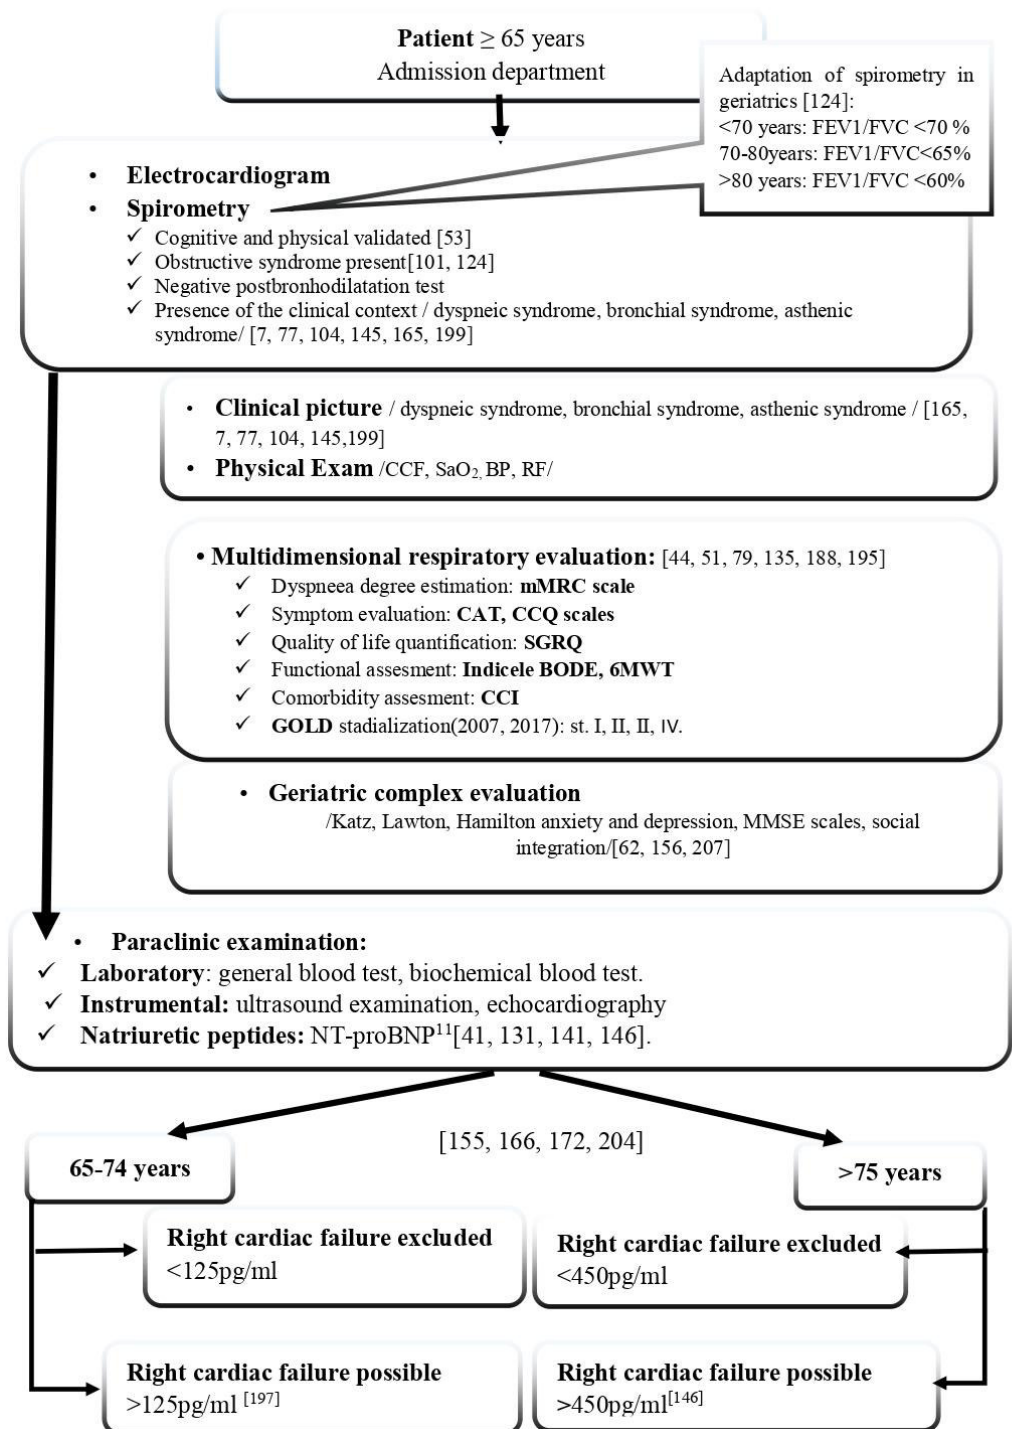 Patient ≥ 65 years
Admission department
Adaptation of spirometry in
geriatrics [124]:
<70 years: FEV1/FVC <70 %
70-80years: FEV1/FVC<65%
>80 years: FEV1/FVC <60%
• Electrocardiogram
• Spirometry
✓ Cognitive and physical validated [53]
✓ Obstructive syndrome present[101, 124]
✓ Negative postbronhodilatation test
✓ Presence of the clinical context / dyspneic syndrome, bronchial syndrome, asthenic
syndrome/ [7, 77, 104, 145, 165, 199]
• Clinical picture / dyspneic syndrome, bronchial syndrome, asthenic syndrome / [165,
7, 77, 104, 145,199]
• Physical Exam /CCF, SaO2, BP, RF/
• Multidimensional respiratory evaluation: [44, 51, 79, 135, 188, 195]
✓ Dyspneea degree estimation: mMRC scale
✓ Symptom evaluation: CAT, CCQ scales
✓ Quality of life quantification: SGRQ
✓ Functional assesment: Indicele BODE, 6MWT
✓ Comorbidity assesment: CCI
✓ GOLD stadialization(2007, 2017): st. I, II, II, IV.
• Geriatric complex evaluation
/Katz, Lawton, Hamilton anxiety and depression, MMSE scales, social
integration/[62, 156, 207]
• Paraclinic examination:
✓ Laboratory: general blood test, biochemical blood test.
✓ Instrumental: ultrasound examination, echocardiography
✓ Natriuretic peptides: NT-proBNP11[41, 131, 141, 146].
[155, 166, 172, 204]
65-74 years
>75 years
Right cardiac failure excluded
<125pg/ml
Right cardiac failure excluded
<450pg/ml
Right cardiac failure possible
>125pg/ml [197]
Right cardiac failure possible
>450pg/ml[146]